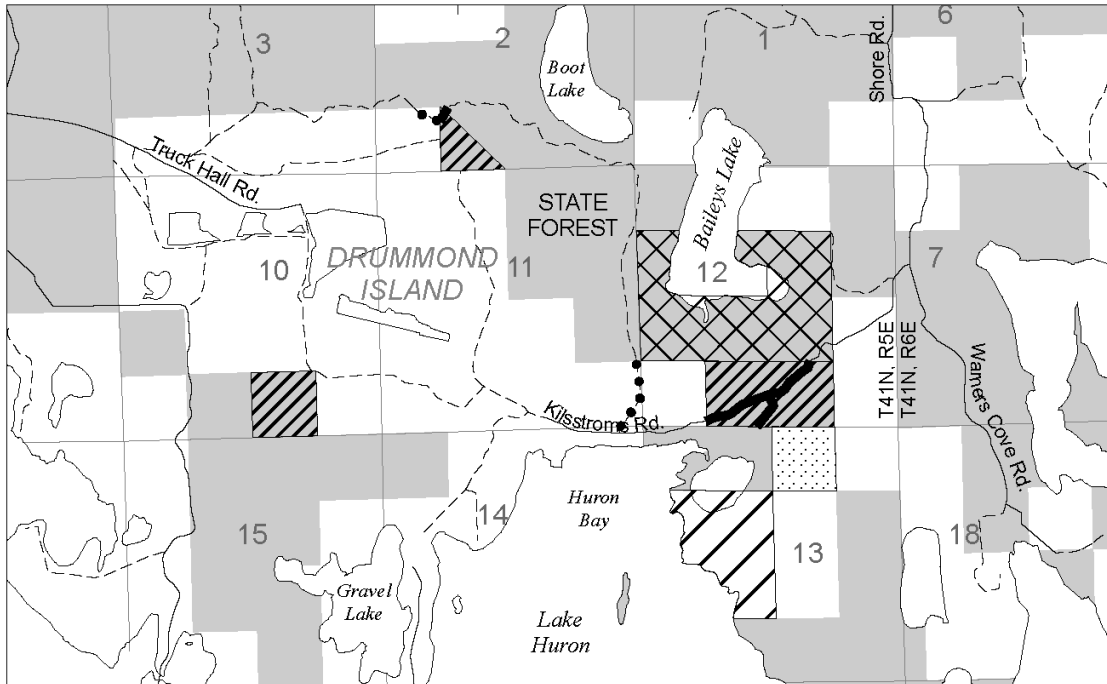 3
2
1
6
Shore Rd.
Boot
Lake
Truck Hall Rd.
Baileys Lake
STATE
FOREST
10
DRUMMOND
ISLAND
11
12
7
T41N, R5E
T41N, R6E
Warners Cove Rd.
Kilsstroms Rd.
15
14
Huron
Bay
13
18
Gravel
Lake
Lake
Huron